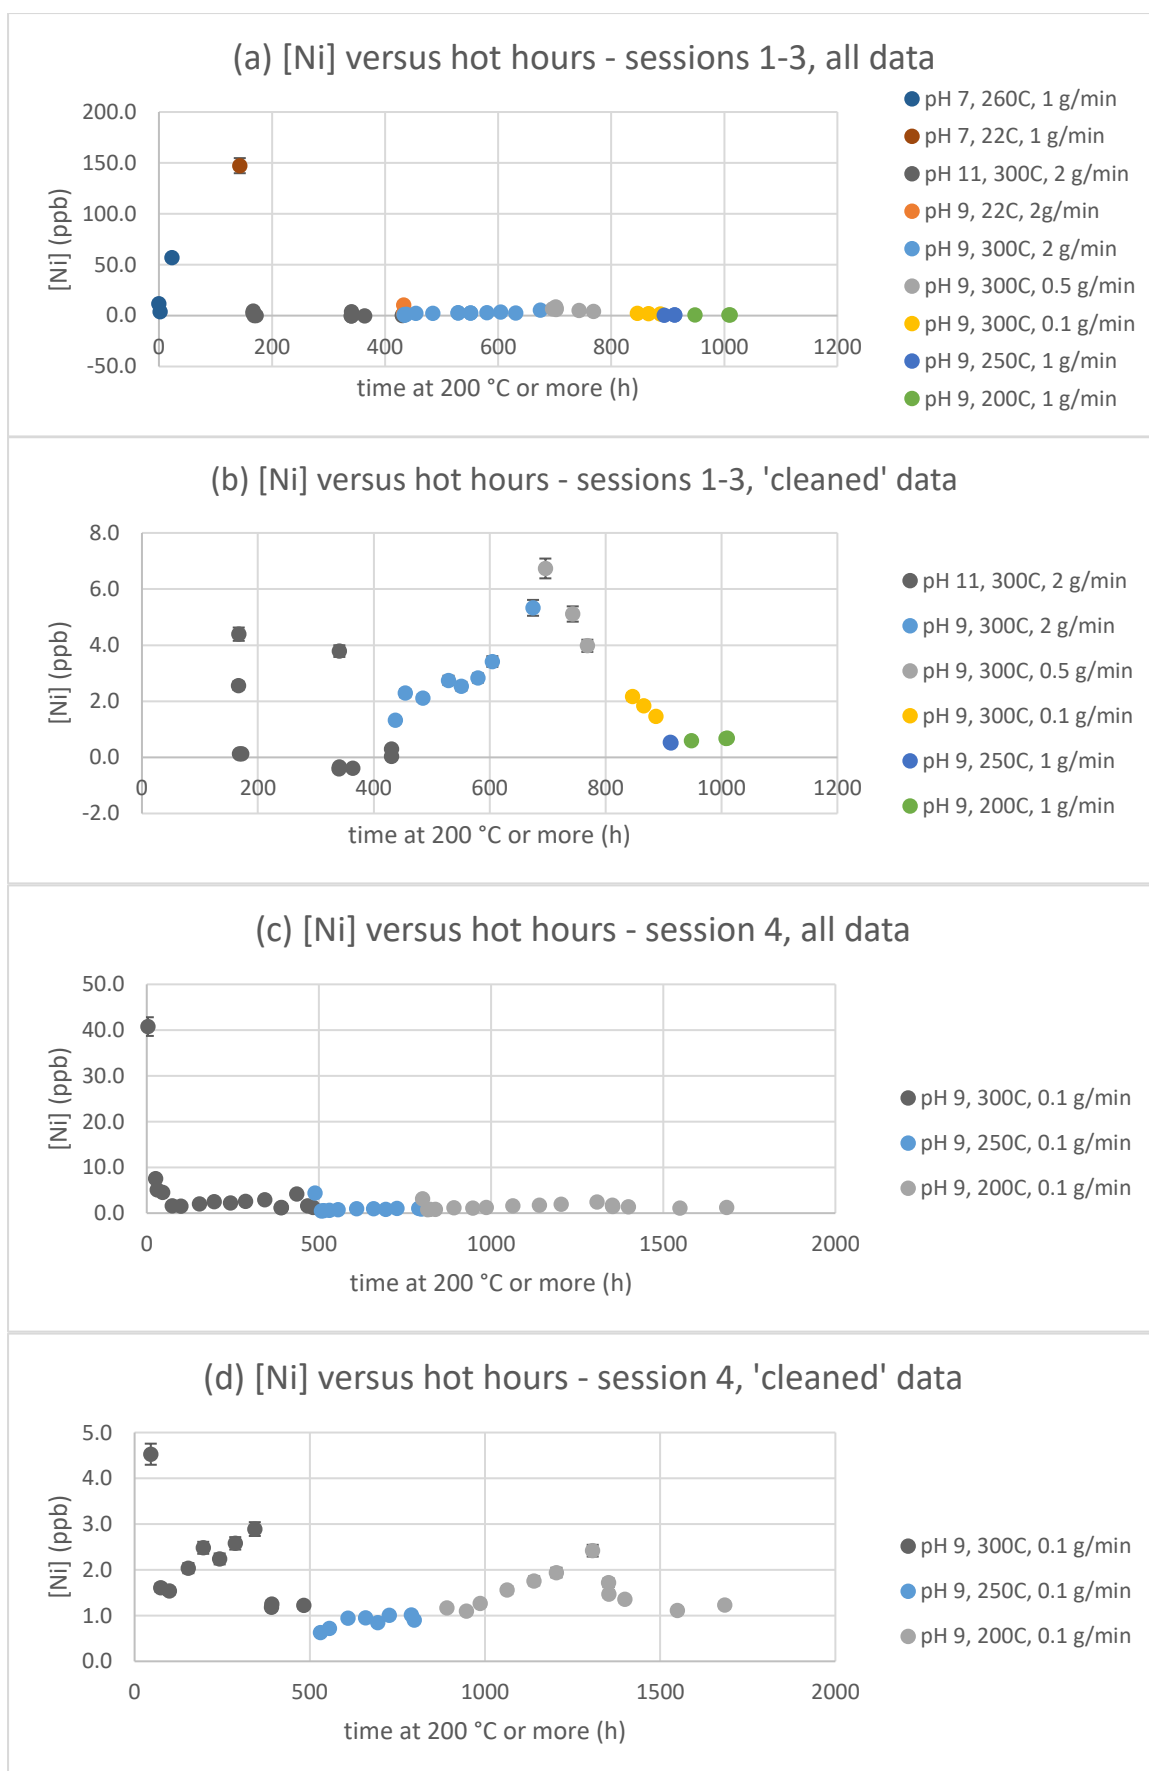 (a) [Ni] versus hot hours - sessions 1-3, all data
200.0
150.0
100.0
50.0
0.0
-50.0
[Ni] (ppb)
0 200 400 600 800 1000 1200
time at 200 °C or more (h)
pH 7, 260C, 1 g/min
pH 7, 22C, 1 g/min
pH 11, 300C, 2 g/min
pH 9, 22C, 2g/min
pH 9, 300C, 2 g/min
pH 9, 300C, 0.5 g/min
pH 9, 300C, 0.1 g/min
pH 9, 250C, 1 g/min
pH 9, 200C, 1 g/min
(b) [Ni] versus hot hours - sessions 1-3, 'cleaned' data
8.0
6.0
4.0
2.0
0.0
-2.0
[Ni] (ppb)
0 200 400 600 800 1000 1200
time at 200 °C or more (h)
pH 11, 300C, 2 g/min
pH 9, 300C, 2 g/min
pH 9, 300C, 0.5 g/min
pH 9, 300C, 0.1 g/min
pH 9, 250C, 1 g/min
pH 9, 200C, 1 g/min
(c) [Ni] versus hot hours - session 4, all data
50.0
40.0
30.0
20.0
10.0
0.0
[Ni] (ppb)
0 500 1000 1500 2000
time at 200 °C or more (h)
pH 9, 300C, 0.1 g/min
pH 9, 250C, 0.1 g/min
pH 9, 200C, 0.1 g/min
(d) [Ni] versus hot hours - session 4, 'cleaned' data
5.0
4.0
3.0
2.0
1.0
0.0
[Ni] (ppb)
0 500 1000 1500 2000
time at 200 °C or more (h)
pH 9, 300C, 0.1 g/min
pH 9, 250C, 0.1 g/min
pH 9, 200C, 0.1 g/min